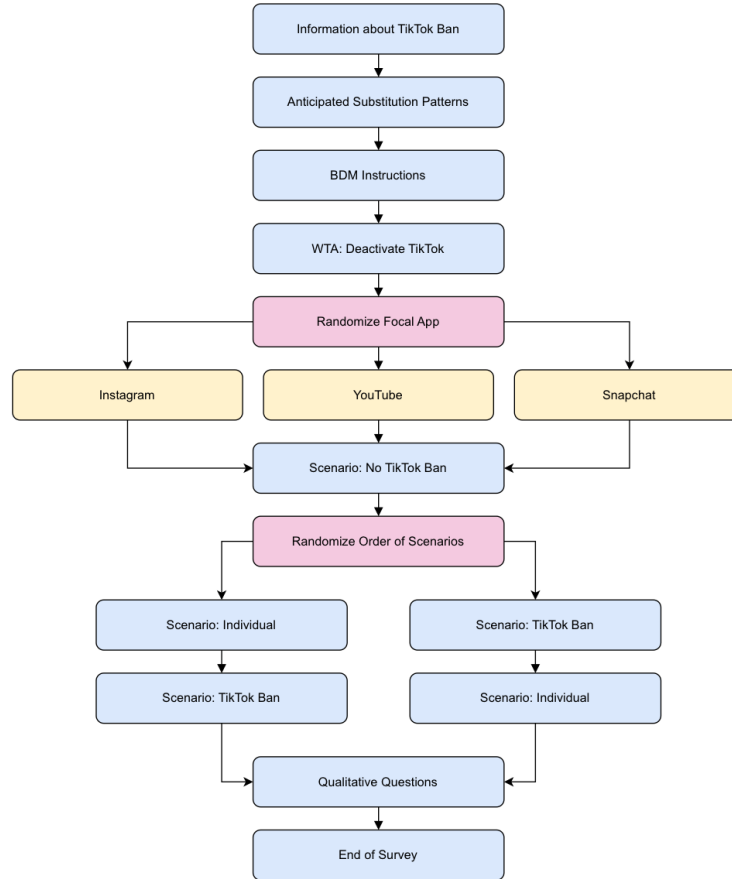 Information about TikTok Ban
Anticipated Substitution Patterns
BDM Instructions
WTA: Deactivate TikTok
Randomize Focal App
Instagram
YouTube
Snapchat
Scenario: No TikTok Ban
Randomize Order of Scenarios
Scenario: Individual
Scenario: TikTok Ban
Scenario: TikTok Ban
Scenario: Individual
Qualitative Questions
End of Survey